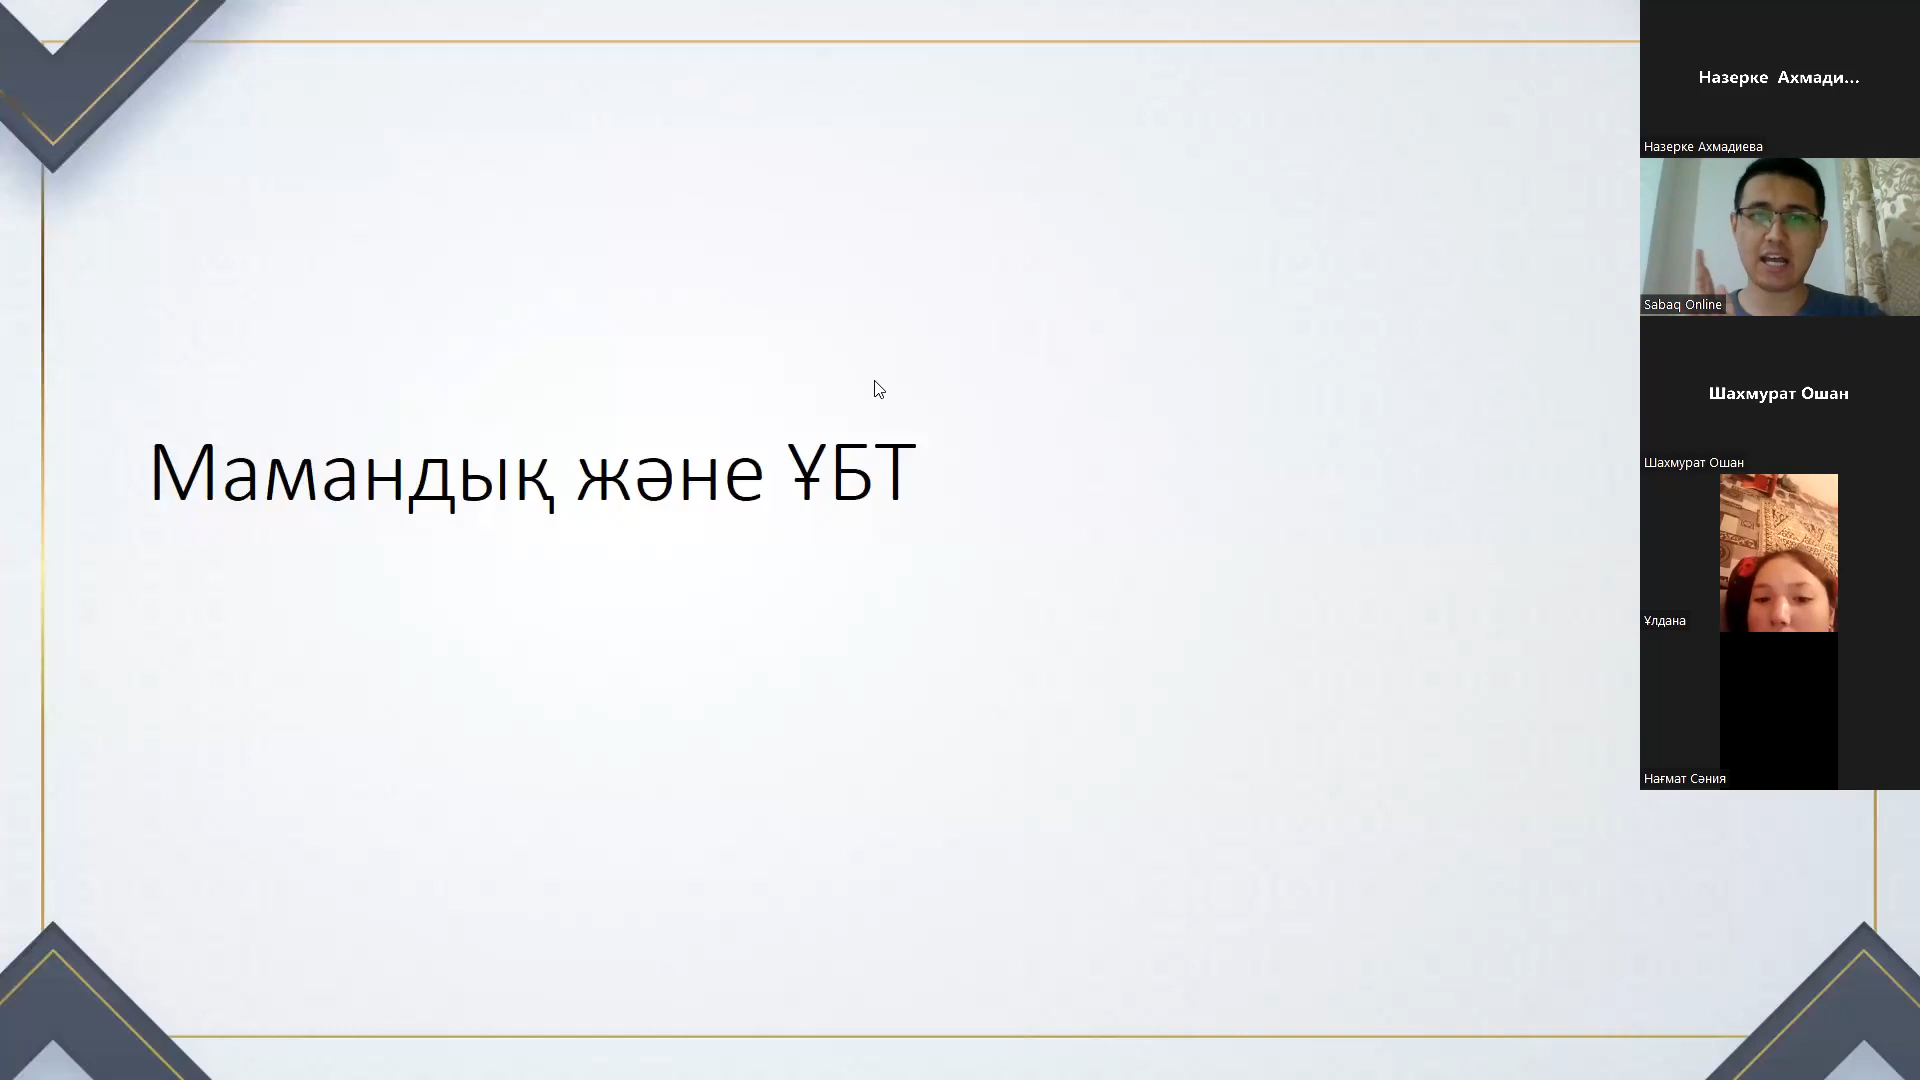 Мамандық және ҰБТ
Назерке Ахмади...
Назерке Ахмадиева
Sabaq Online
Шахмурат Ошан
Шахмурат Ошан
Ұлдана
Нағмат Сәния